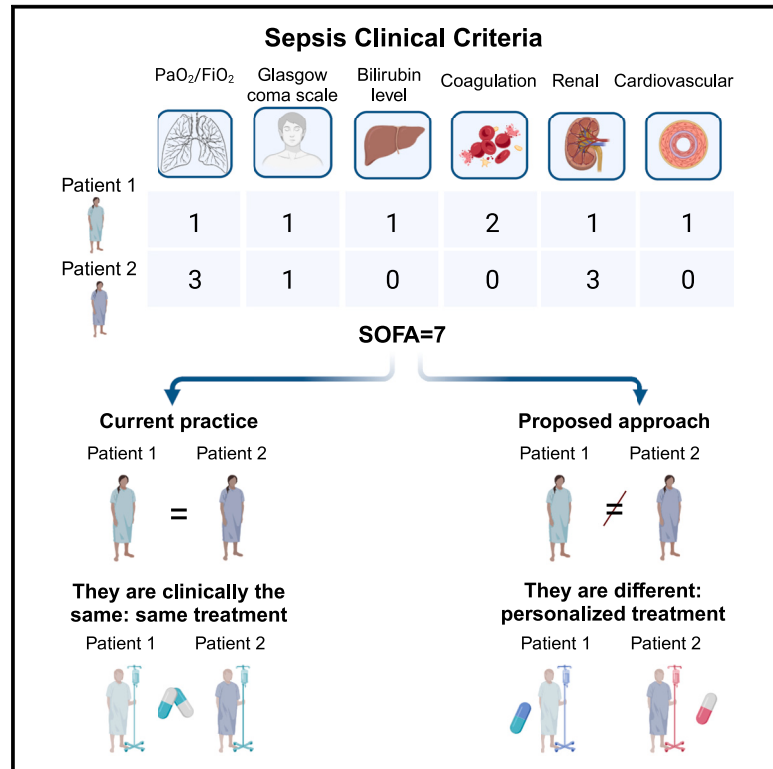 Sepsis Clinical Criteria
PaO₂/FiO₂
Glasgow
coma scale
Bilirubin
level
Coagulation
Renal
Cardiovascular
Patient 1
1 1 1 2 1 1
Patient 2
3 1 0 0 3 0
SOFA=7
Current practice
Patient 1 Patient 2
=
They are clinically the
same: same treatment
Patient 1 Patient 2
Proposed approach
Patient 1 Patient 2
≠
They are different:
personalized treatment
Patient 1 Patient 2